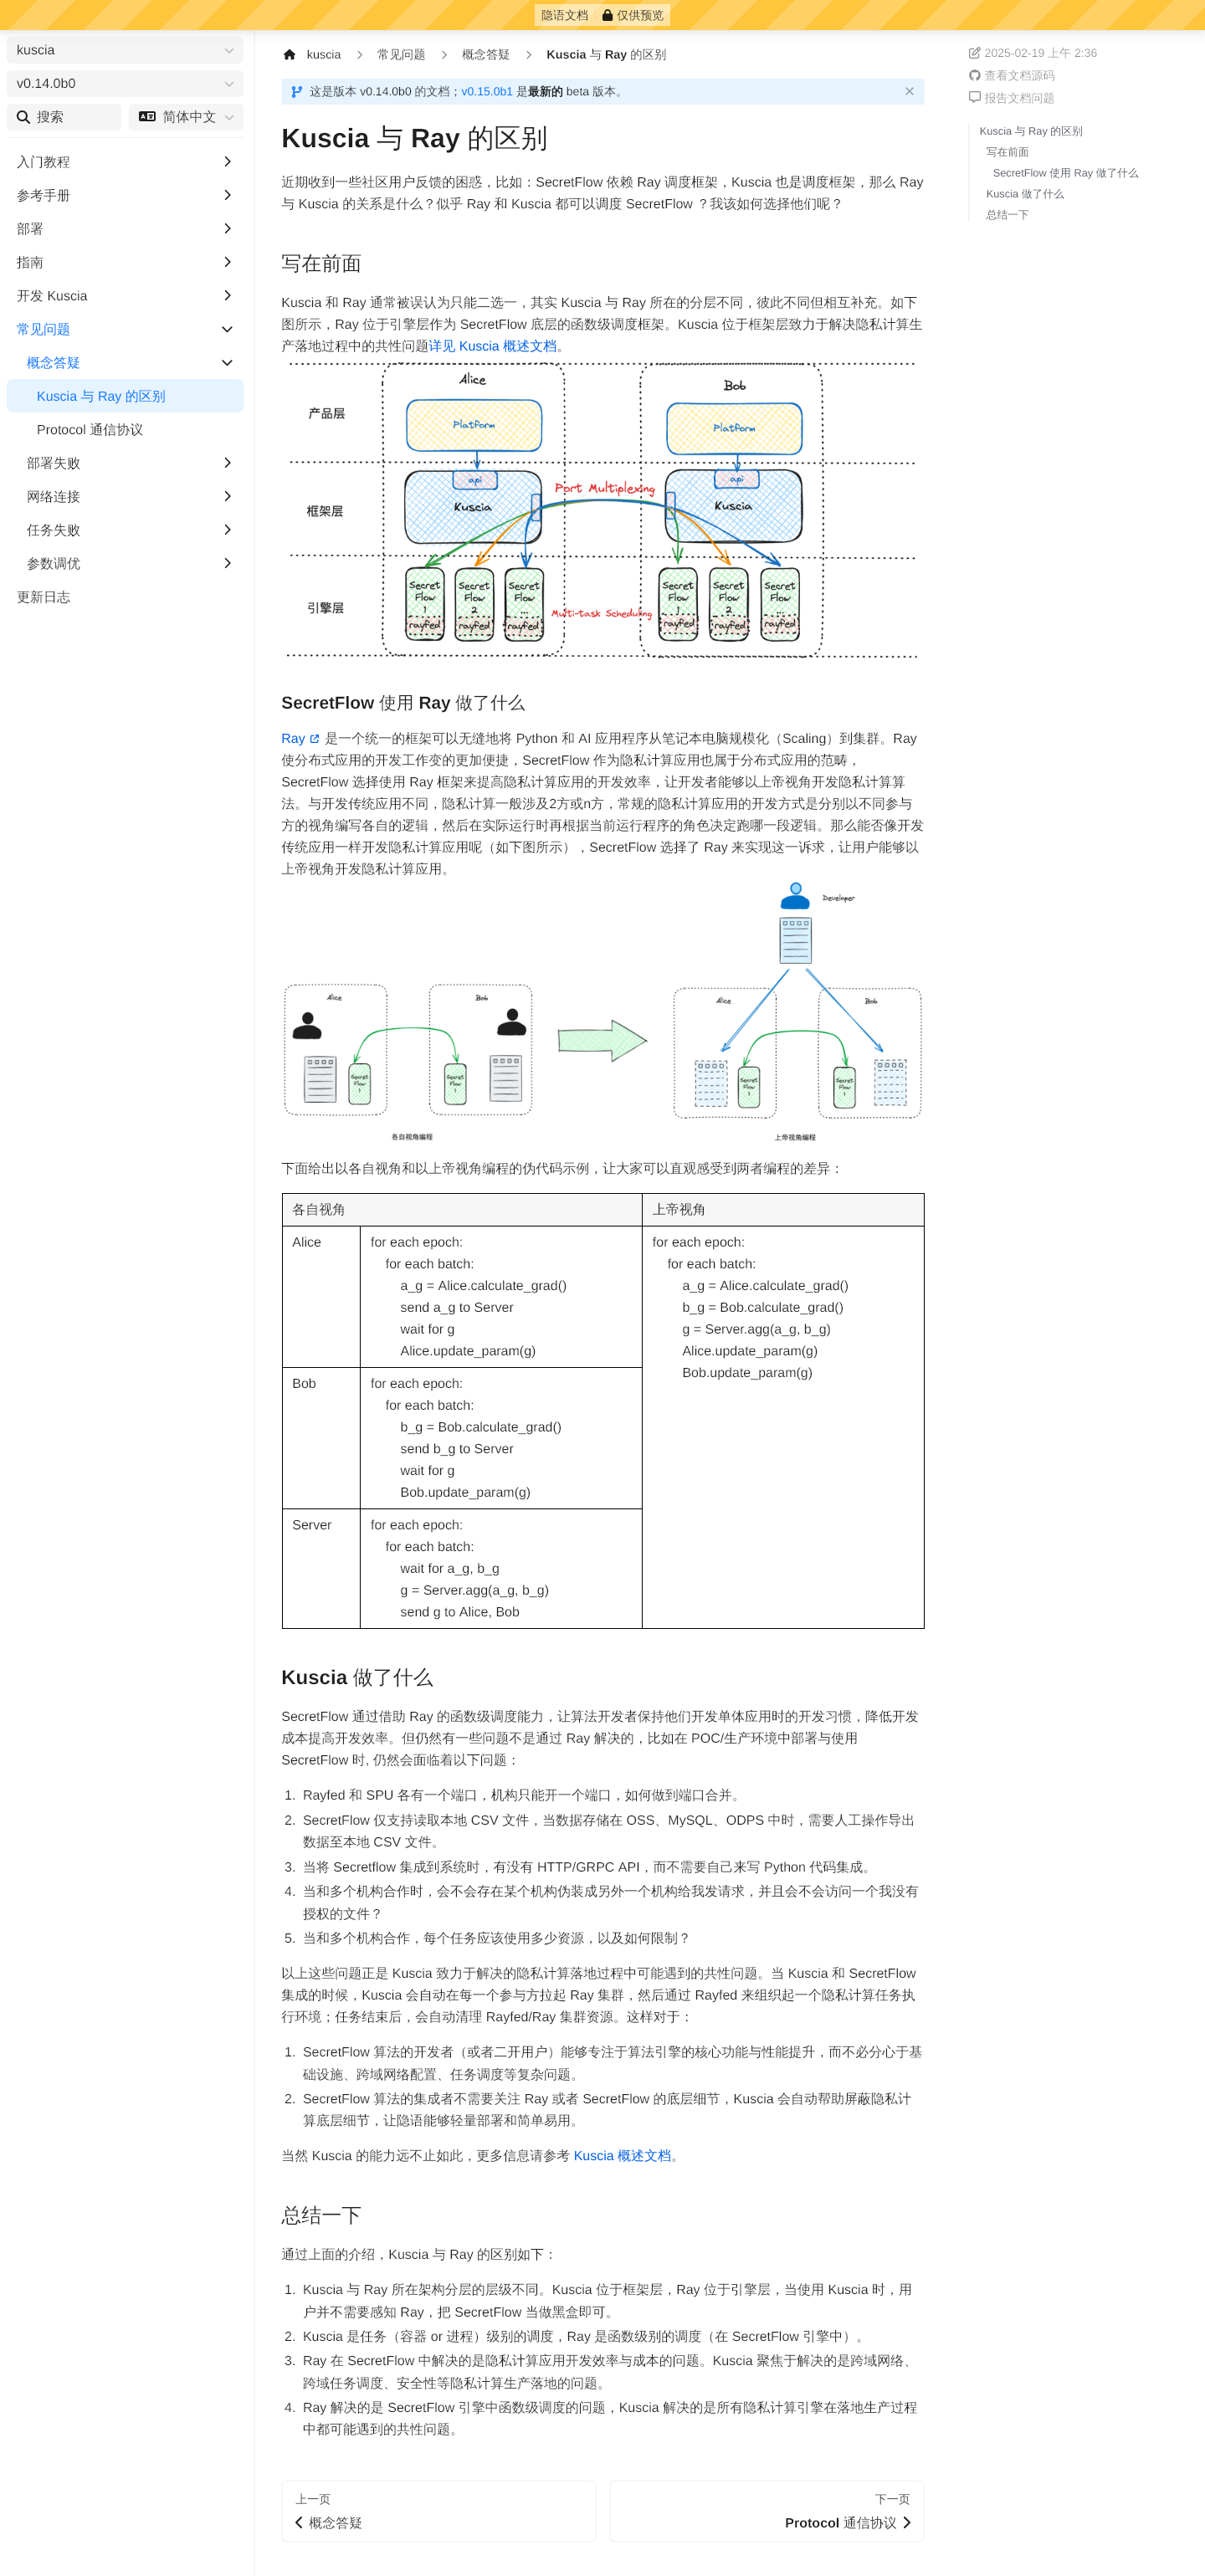 隐语文档 仅供预览
kuscia
v0.14.0b0
搜索 简体中文
入门教程
参考手册
部署
指南
开发 Kuscia
常见问题
概念答疑
Kuscia 与 Ray 的区别
Protocol 通信协议
部署失败
网络连接
任务失败
参数调优
更新日志
kuscia 常见问题 概念答疑 Kuscia 与 Ray 的区别
这是版本 v0.14.0b0 的文档；v0.15.0b1 是最新的 beta 版本。
Kuscia 与 Ray 的区别
近期收到一些社区用户反馈的困惑，比如：SecretFlow 依赖 Ray 调度框架，Kuscia 也是调度框架，那么 Ray
与 Kuscia 的关系是什么？似乎 Ray 和 Kuscia 都可以调度 SecretFlow ？我该如何选择他们呢？
写在前面
Kuscia 和 Ray 通常被误认为只能二选一，其实 Kuscia 与 Ray 所在的分层不同，彼此不同但相互补充。如下
图所示，Ray 位于引擎层作为 SecretFlow 底层的函数级调度框架。Kuscia 位于框架层致力于解决隐私计算生
产落地过程中的共性问题详见 Kuscia 概述文档。
Alice Bob
产品层 Platform Platform
api api
框架层 Kuscia Port Multiplexing Kuscia
引擎层
Secret Flow 1 rayfed
Secret Flow 2 rayfed
Secret Flow ... rayfed
Multi-task Scheduling
Secret Flow 1 rayfed
Secret Flow 2 rayfed
Secret Flow ... rayfed
SecretFlow 使用 Ray 做了什么
Ray 是一个统一的框架可以无缝地将 Python 和 AI 应用程序从笔记本电脑规模化（Scaling）到集群。Ray
使分布式应用的开发工作变的更加便捷，SecretFlow 作为隐私计算应用也属于分布式应用的范畴，
SecretFlow 选择使用 Ray 框架来提高隐私计算应用的开发效率，让开发者能够以上帝视角开发隐私计算算
法。与开发传统应用不同，隐私计算一般涉及2方或n方，常规的隐私计算应用的开发方式是分别以不同参与
方的视角编写各自的逻辑，然后在实际运行时再根据当前运行程序的角色决定跑哪一段逻辑。那么能否像开发
传统应用一样开发隐私计算应用呢（如下图所示），SecretFlow 选择了 Ray 来实现这一诉求，让用户能够以
上帝视角开发隐私计算应用。
Developer
Alice Bob Alice Bob
Secret Flow 1
Secret Flow 1
Secret Flow 1
Secret Flow 1
各自视角编程 上帝视角编程
下面给出以各自视角和以上帝视角编程的伪代码示例，让大家可以直观感受到两者编程的差异：
各自视角 上帝视角
Alice
for each epoch:
for each batch:
a_g = Alice.calculate_grad()
send a_g to Server
wait for g
Alice.update_param(g)
for each epoch:
for each batch:
a_g = Alice.calculate_grad()
b_g = Bob.calculate_grad()
g = Server.agg(a_g, b_g)
Alice.update_param(g)
Bob.update_param(g)
Bob
for each epoch:
for each batch:
b_g = Bob.calculate_grad()
send b_g to Server
wait for g
Bob.update_param(g)
Server
for each epoch:
for each batch:
wait for a_g, b_g
g = Server.agg(a_g, b_g)
send g to Alice, Bob
Kuscia 做了什么
SecretFlow 通过借助 Ray 的函数级调度能力，让算法开发者保持他们开发单体应用时的开发习惯，降低开发
成本提高开发效率。但仍然有一些问题不是通过 Ray 解决的，比如在 POC/生产环境中部署与使用
SecretFlow 时, 仍然会面临着以下问题：
1. Rayfed 和 SPU 各有一个端口，机构只能开一个端口，如何做到端口合并。
2. SecretFlow 仅支持读取本地 CSV 文件，当数据存储在 OSS、MySQL、ODPS 中时，需要人工操作导出
数据至本地 CSV 文件。
3. 当将 Secretflow 集成到系统时，有没有 HTTP/GRPC API，而不需要自己来写 Python 代码集成。
4. 当和多个机构合作时，会不会存在某个机构伪装成另外一个机构给我发请求，并且会不会访问一个我没有
授权的文件？
5. 当和多个机构合作，每个任务应该使用多少资源，以及如何限制？
以上这些问题正是 Kuscia 致力于解决的隐私计算落地过程中可能遇到的共性问题。当 Kuscia 和 SecretFlow
集成的时候，Kuscia 会自动在每一个参与方拉起 Ray 集群，然后通过 Rayfed 来组织起一个隐私计算任务执
行环境；任务结束后，会自动清理 Rayfed/Ray 集群资源。这样对于：
1. SecretFlow 算法的开发者（或者二开用户）能够专注于算法引擎的核心功能与性能提升，而不必分心于基
础设施、跨域网络配置、任务调度等复杂问题。
2. SecretFlow 算法的集成者不需要关注 Ray 或者 SecretFlow 的底层细节，Kuscia 会自动帮助屏蔽隐私计
算底层细节，让隐语能够轻量部署和简单易用。
当然 Kuscia 的能力远不止如此，更多信息请参考 Kuscia 概述文档。
总结一下
通过上面的介绍，Kuscia 与 Ray 的区别如下：
1. Kuscia 与 Ray 所在架构分层的层级不同。Kuscia 位于框架层，Ray 位于引擎层，当使用 Kuscia 时，用
户并不需要感知 Ray，把 SecretFlow 当做黑盒即可。
2. Kuscia 是任务（容器 or 进程）级别的调度，Ray 是函数级别的调度（在 SecretFlow 引擎中）。
3. Ray 在 SecretFlow 中解决的是隐私计算应用开发效率与成本的问题。Kuscia 聚焦于解决的是跨域网络、
跨域任务调度、安全性等隐私计算生产落地的问题。
4. Ray 解决的是 SecretFlow 引擎中函数级调度的问题，Kuscia 解决的是所有隐私计算引擎在落地生产过程
中都可能遇到的共性问题。
上一页
概念答疑
下一页
Protocol 通信协议
2025-02-19 上午 2:36
查看文档源码
报告文档问题
Kuscia 与 Ray 的区别
写在前面
SecretFlow 使用 Ray 做了什么
Kuscia 做了什么
总结一下